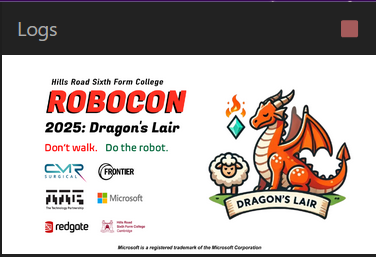 Logs
Hills Road Sixth Form College
ROBOCON
2025: Dragon's Lair
Don't walk. Do the robot.
CMR
SURGICAL
FRONTIER
The Technology Partnership
Microsoft
redgate
Hills Road
Sixth Form College
Cambridge
DRAGON'S LAIR
Microsoft is a registered trademark of the Microsoft Corporation